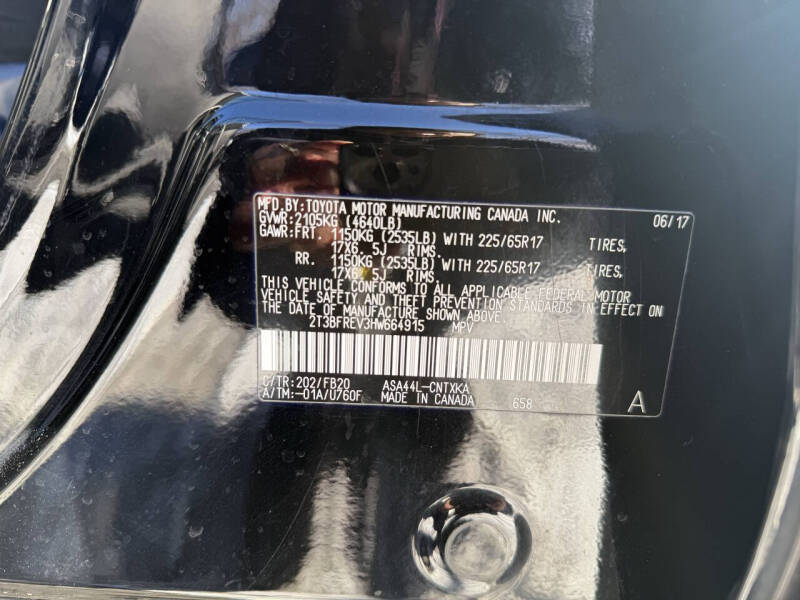 MFD.BY:TOYOTA MOTOR MANUFACTURING CANADA INC. 06/17
GVWR:2105KG (4640LB)
GAWR:FRT. 1150KG (2535LB) WITH 225/65R17 TIRES,
17X6. 5J RIMS.
RR. 1150KG (2535LB) WITH 225/65R17 TIRES,
17X6. 5J RIMS.
THIS VEHICLE CONFORMS TO ALL APPLICABLE FEDERAL MOTOR
VEHICLE SAFETY AND THEFT PREVENTION STANDARDS IN EFFECT ON
THE DATE OF MANUFACTURE SHOWN ABOVE.
2T3BFREV3HW664915 MPV
C/TR:202/FB20 ASA44L-CNTXKA
A/TM:-01A/U760F MADE IN CANADA 658 A